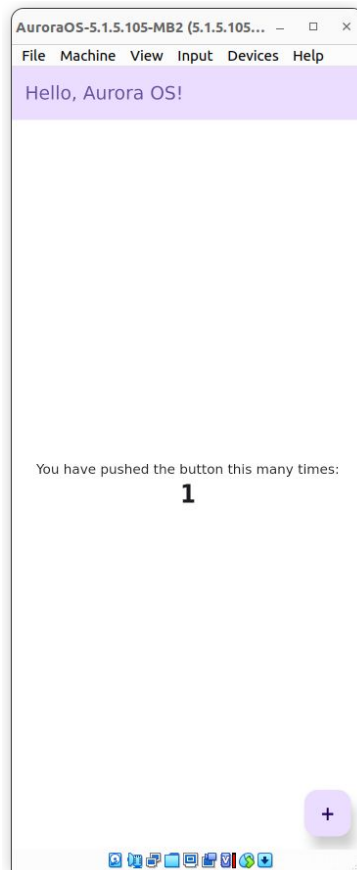 AuroraOS-5.1.5.105-MB2 (5.1.5.105...
File Machine View Input Devices Help
Hello, Aurora OS!
You have pushed the button this many times:
1
+